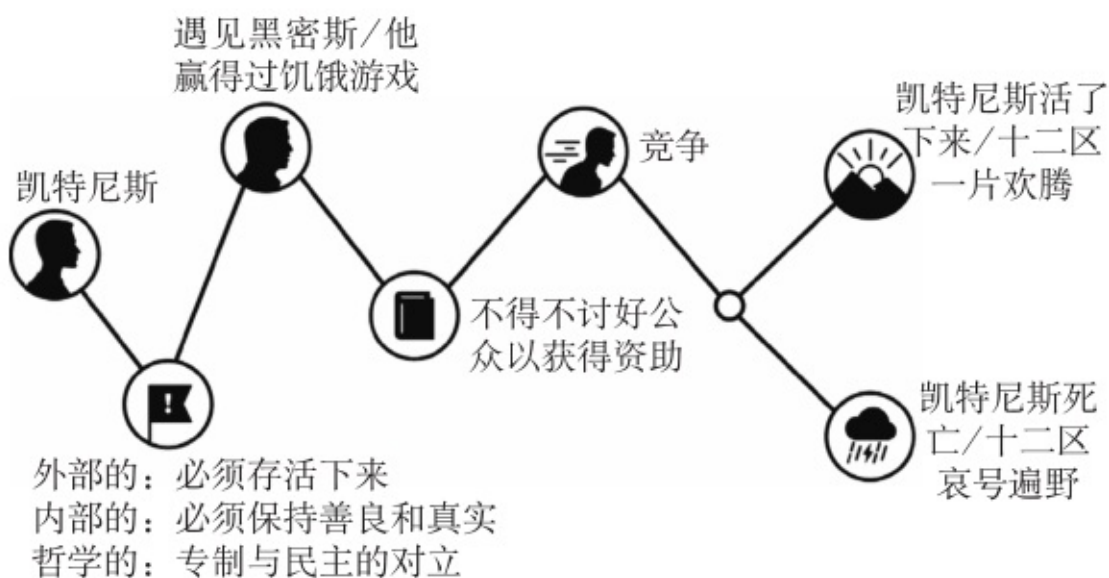 遇见黑密斯/他
赢得过饥饿游戏
凯特尼斯
竞争
凯特尼斯活了
下来/十二区
一片欢腾
不得不讨好公
众以获得资助
凯特尼斯死
亡/十二区
哀号遍野
外部的：必须存活下来
内部的：必须保持善良和真实
哲学的：专制与民主的对立